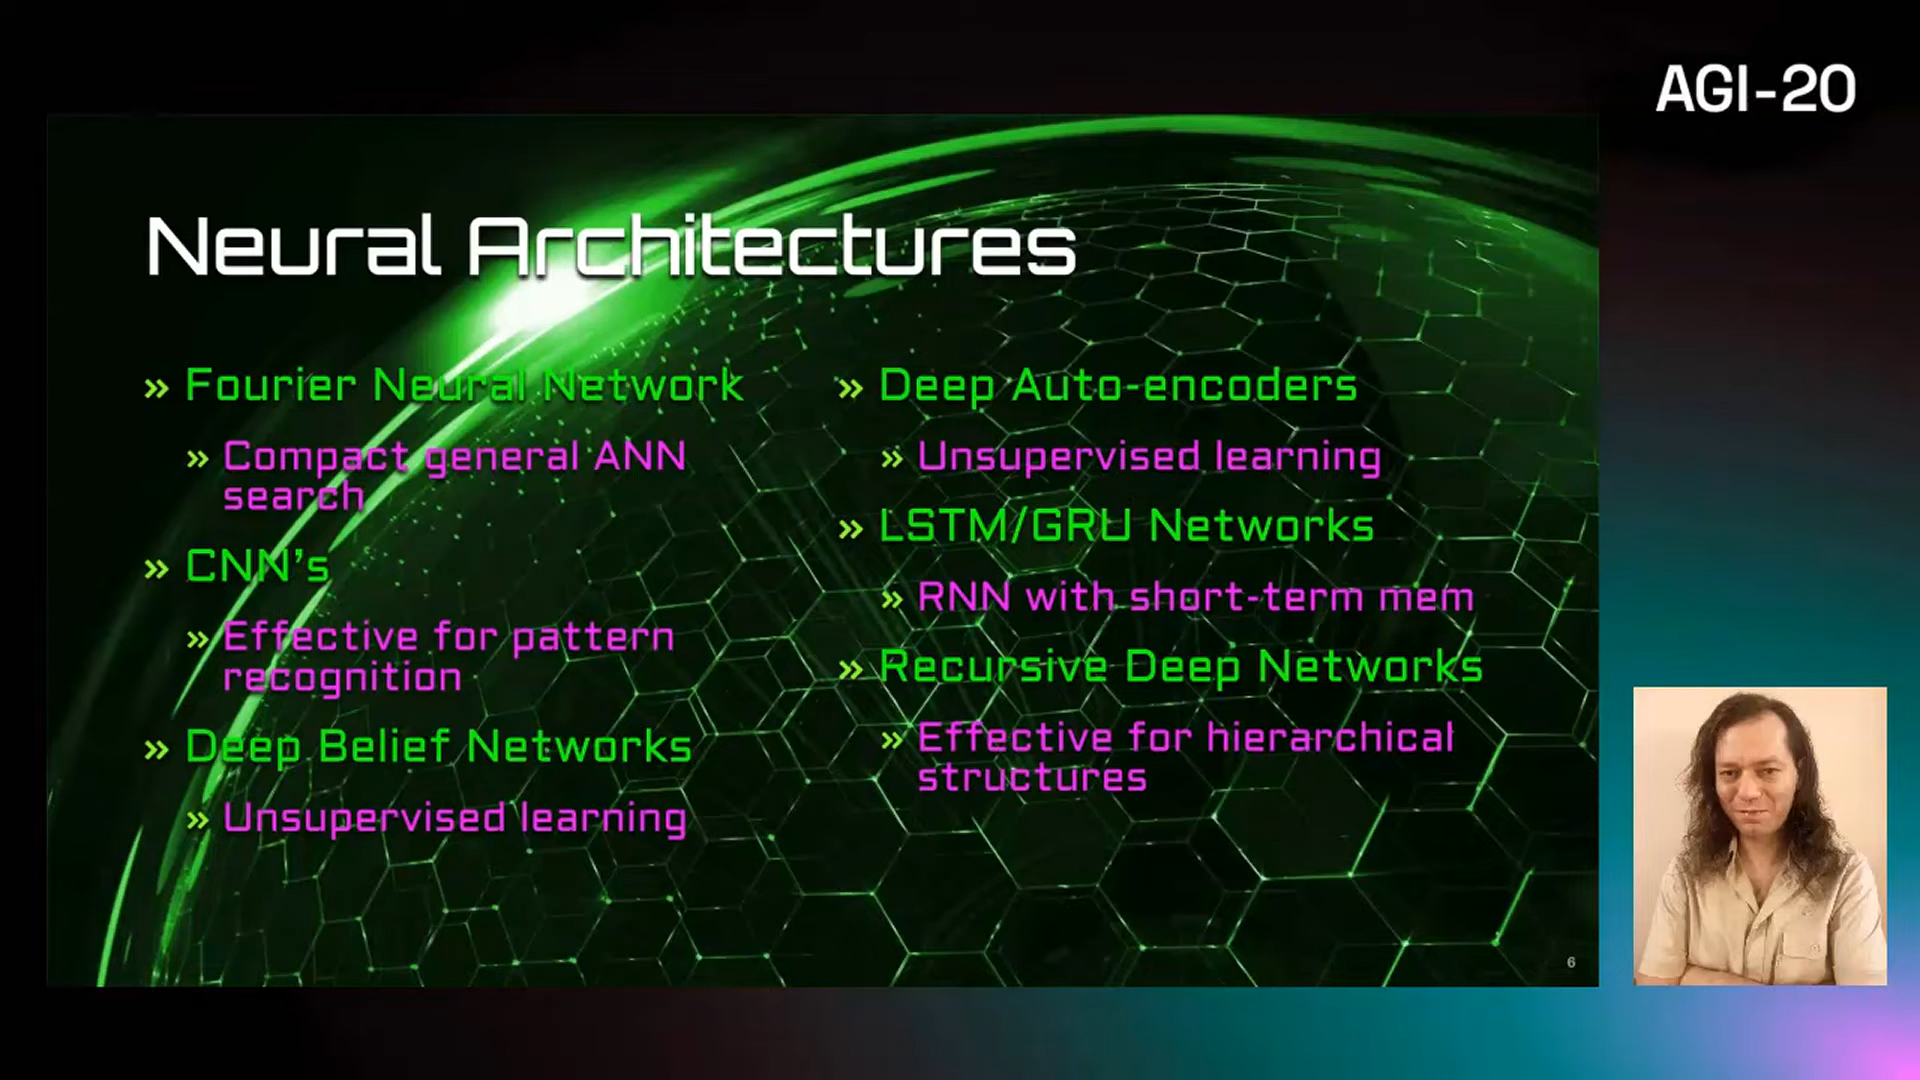 AGI-20
Neural Architectures
» Fourier Neural Network
» Compact general ANN
search
» CNN's
» Effective for pattern
recognition
» Deep Belief Networks
» Unsupervised learning
» Deep Auto-encoders
» Unsupervised learning
» LSTM/GRU Networks
» RNN with short-term mem
» Recursive Deep Networks
» Effective for hierarchical
structures
6